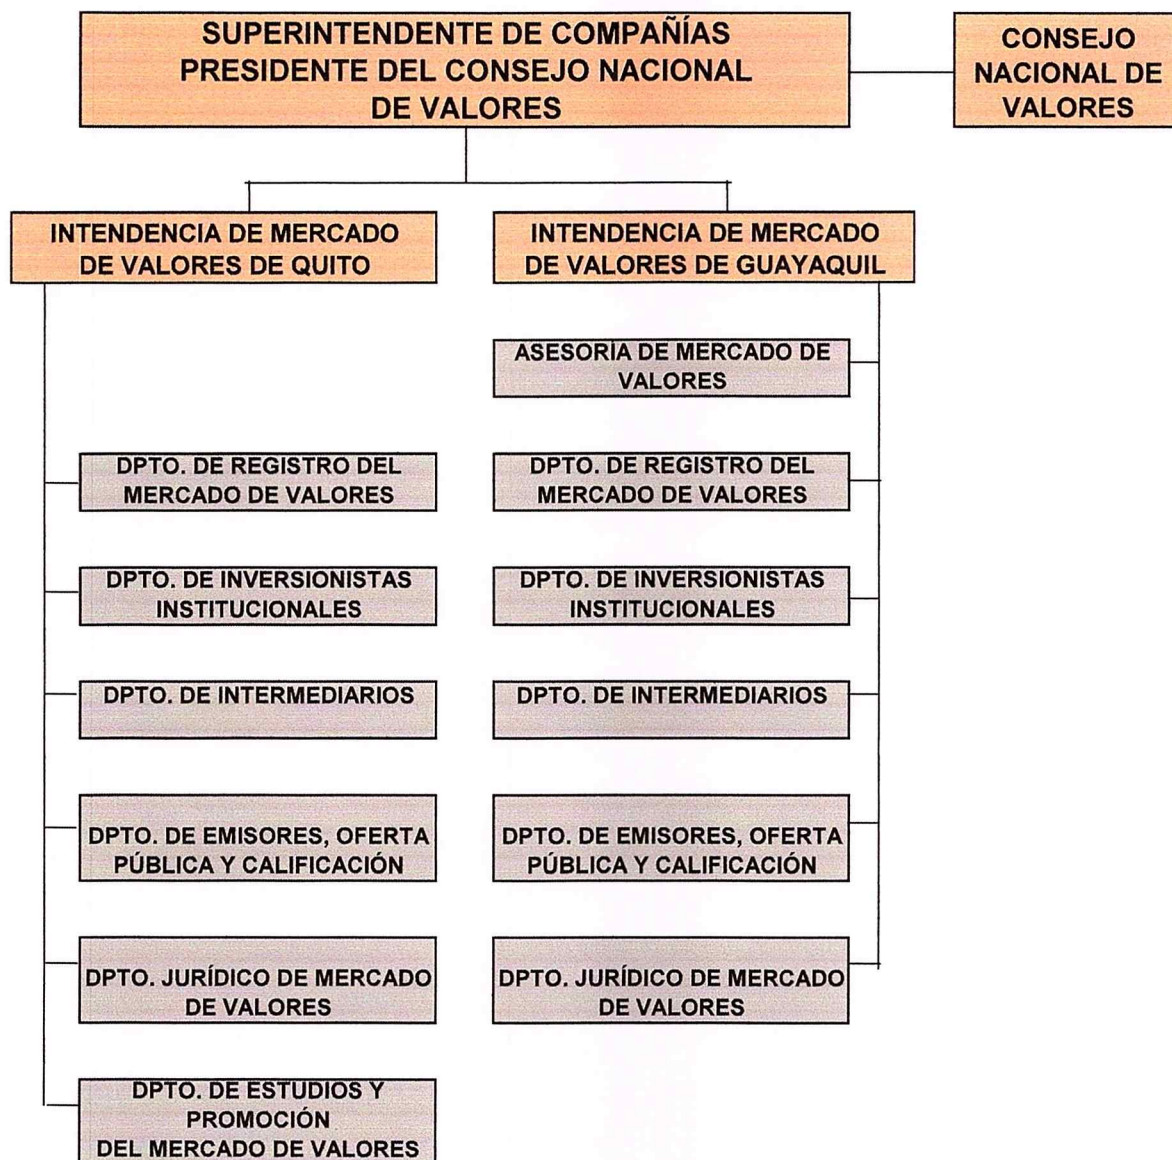 SUPERINTENDENTE DE COMPAÑÍAS
PRESIDENTE DEL CONSEJO NACIONAL
DE VALORES
CONSEJO
NACIONAL DE
VALORES
INTENDENCIA DE MERCADO
DE VALORES DE QUITO
INTENDENCIA DE MERCADO
DE VALORES DE GUAYAQUIL
ASESORIA DE MERCADO DE
VALORES
DPTO. DE REGISTRO DEL
MERCADO DE VALORES
DPTO. DE REGISTRO DEL
MERCADO DE VALORES
DPTO. DE INVERSIONISTAS
INSTITUCIONALES
DPTO. DE INVERSIONISTAS
INSTITUCIONALES
DPTO. DE INTERMEDIARIOS
DPTO. DE INTERMEDIARIOS
DPTO. DE EMISORES, OFERTA
PÚBLICA Y CALIFICACIÓN
DPTO. DE EMISORES, OFERTA
PÚBLICA Y CALIFICACIÓN
DPTO. JURÍDICO DE MERCADO
DE VALORES
DPTO. JURÍDICO DE MERCADO
DE VALORES
DPTO. DE ESTUDIOS Y
PROMOCIÓN
DEL MERCADO DE VALORES